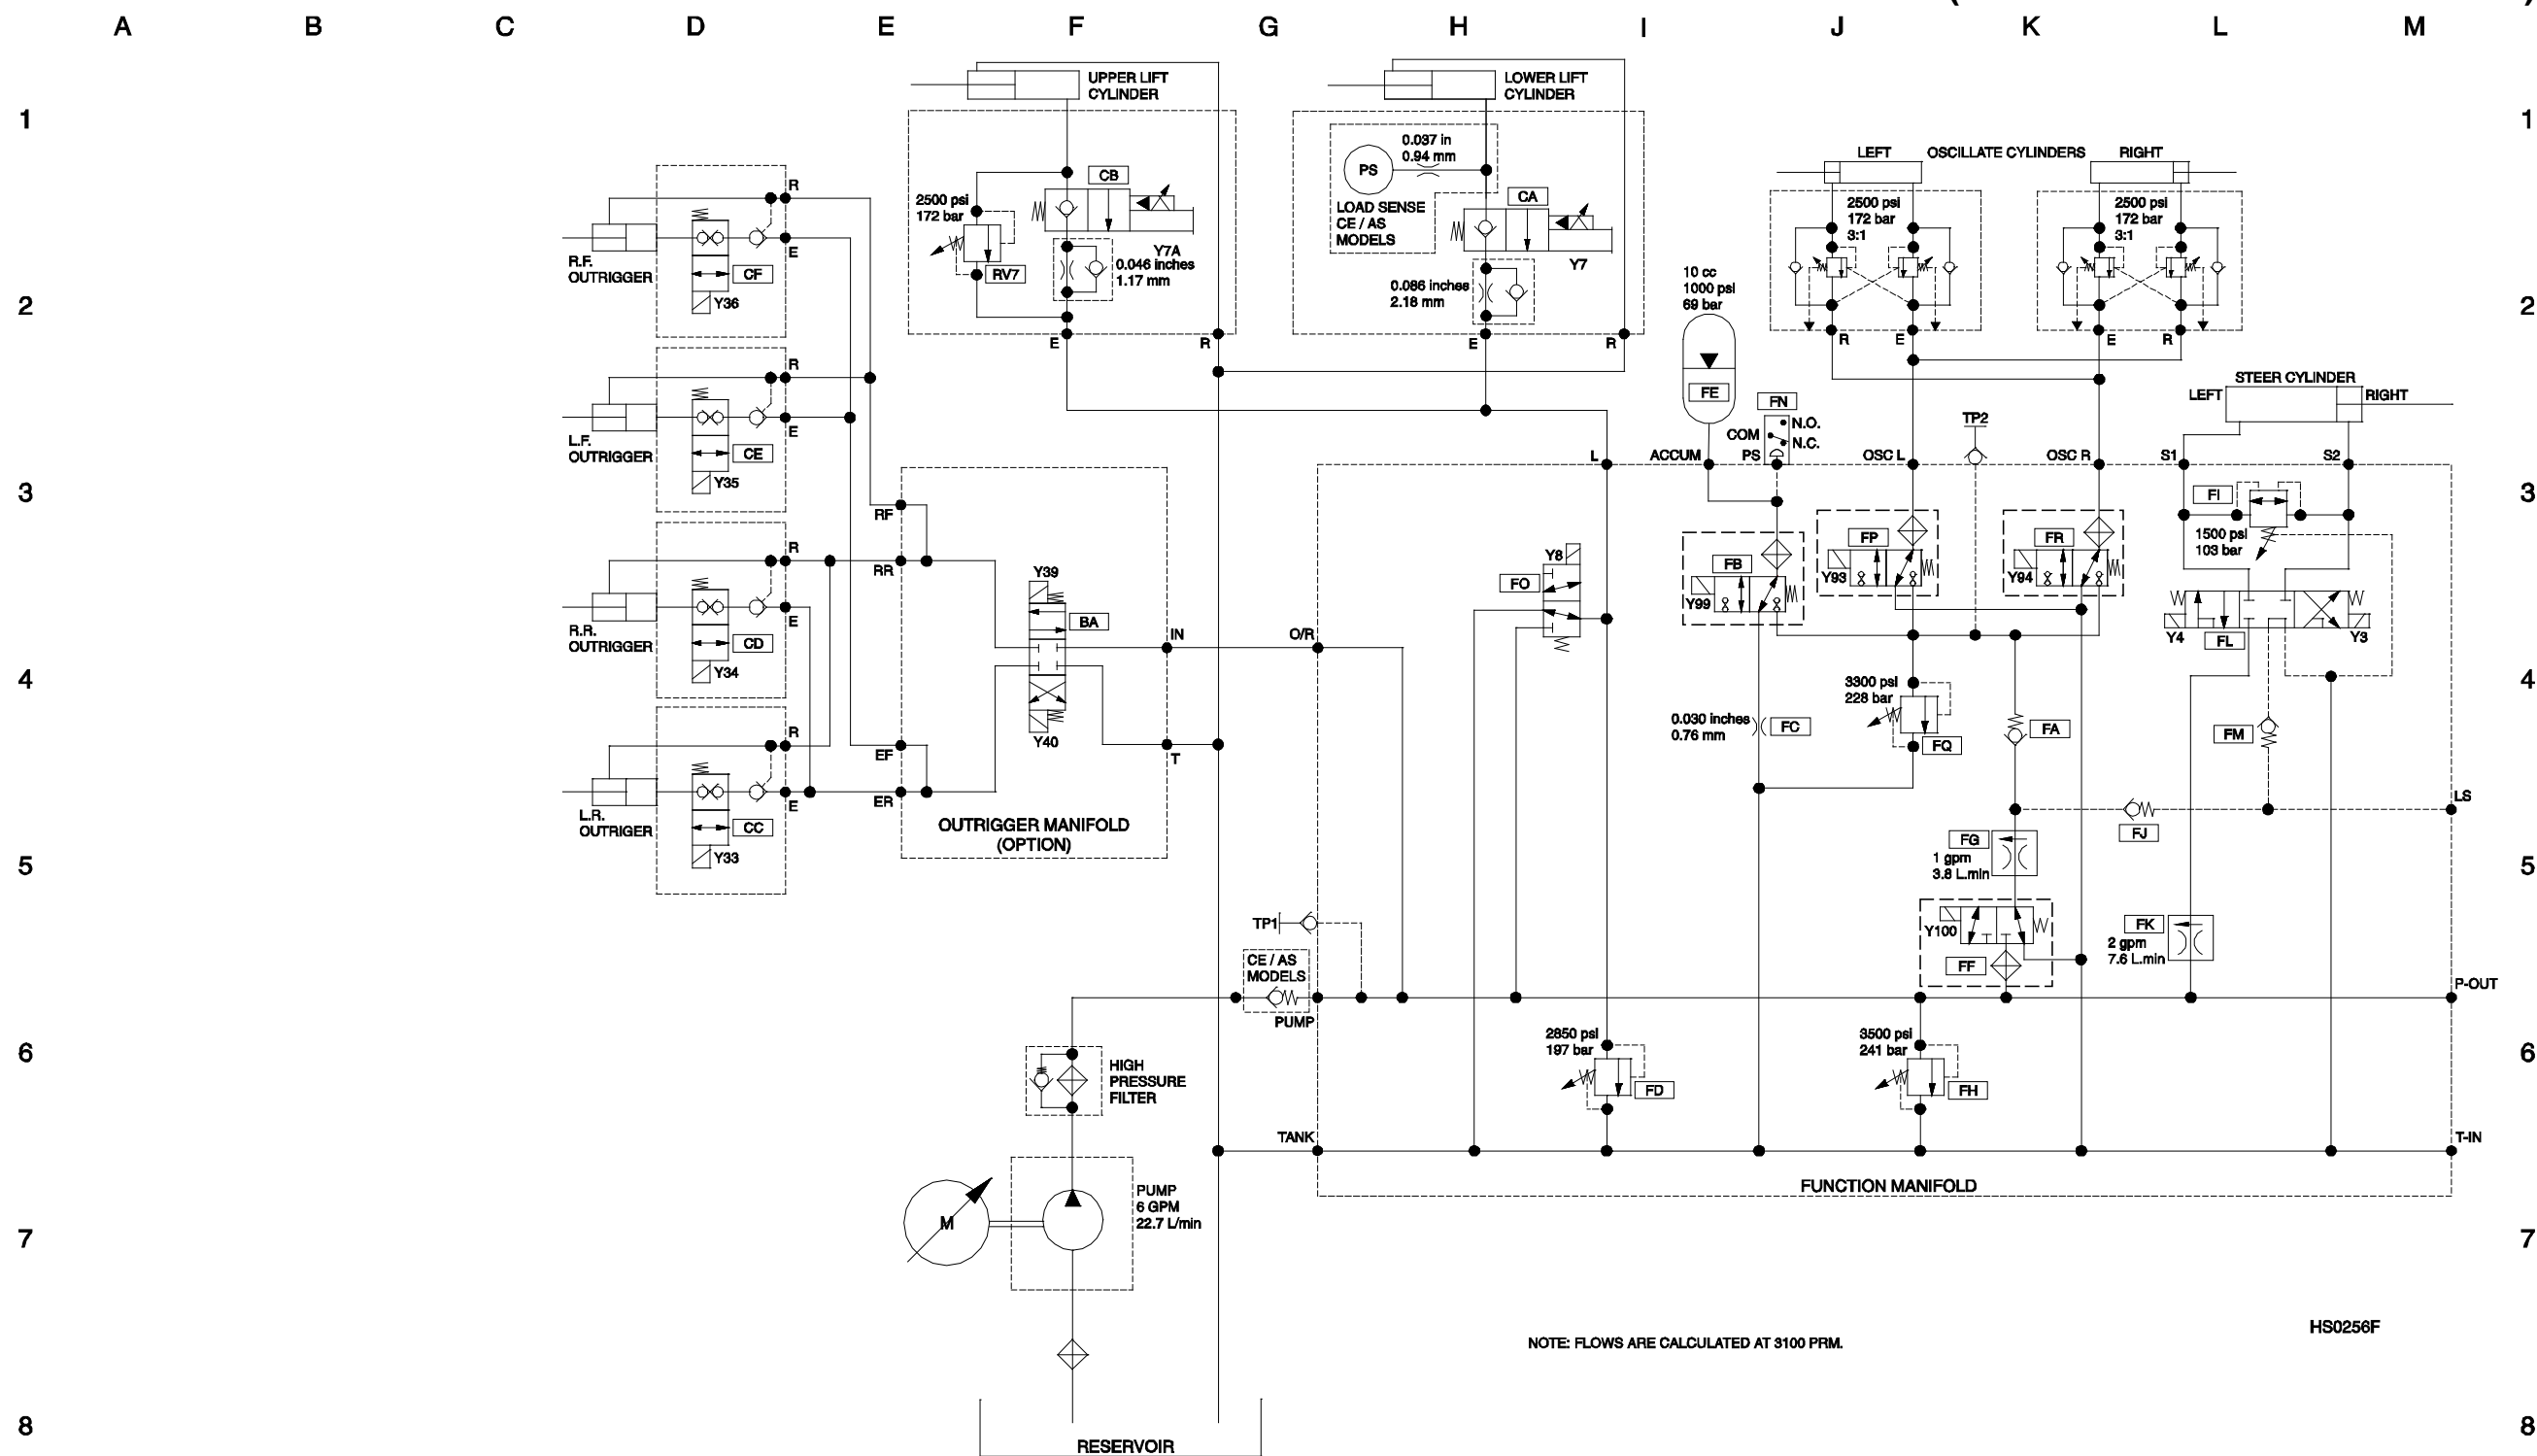 A B C D E F G H I J K L M
1
1
UPPER LIFT
CYLINDER
LOWER LIFT
CYLINDER
0.037 in
0.94 mm
PS
CB
CA
2500 psi
172 bar
RV7
Y7A
0.046 inches
1.17 mm
E
R
LOAD SENSE
CE / AS
MODELS
Y7
0.086 inches
2.18 mm
E
R
LEFT
OSCILLATE CYLINDERS
RIGHT
2500 psi
172 bar
3:1
2500 psi
172 bar
3:1
R
E
E
R
2
2
R
E
R.F.
OUTRIGGER
CF
Y36
R
E
L.F.
OUTRIGGER
CE
Y35
R
E
R.R.
OUTRIGGER
CD
Y34
R
E
L.R.
OUTRIGER
CC
Y33
10 cc
1000 psi
69 bar
FE
FN
N.O.
COM
N.C.
TP2
STEER CYLINDER
LEFT
RIGHT
L
ACCUM
PS
OSC L
OSC R
S1
S2
3
3
RF
RR
Y39
BA
Y40
IN
T
EF
ER
OUTRIGGER MANIFOLD
(OPTION)
O/R
Y8
FO
FB
Y99
FP
Y93
FR
Y94
FI
1500 psi
103 bar
Y4
FL
Y3
4
4
3300 psi
228 bar
FQ
0.030 inches
0.76 mm
FC
FA
FM
LS
FJ
FG
1 gpm
3.8 L.min
5
5
Y100
FF
FK
2 gpm
7.6 L.min
TP1
CE / AS
MODELS
PUMP
P-OUT
6
6
HIGH
PRESSURE
FILTER
2850 psi
197 bar
FD
3500 psi
241 bar
FH
TANK
T-IN
FUNCTION MANIFOLD
7
7
M
PUMP
6 GPM
22.7 L/min
NOTE: FLOWS ARE CALCULATED AT 3100 PRM.
HS0256F
8
8
RESERVOIR